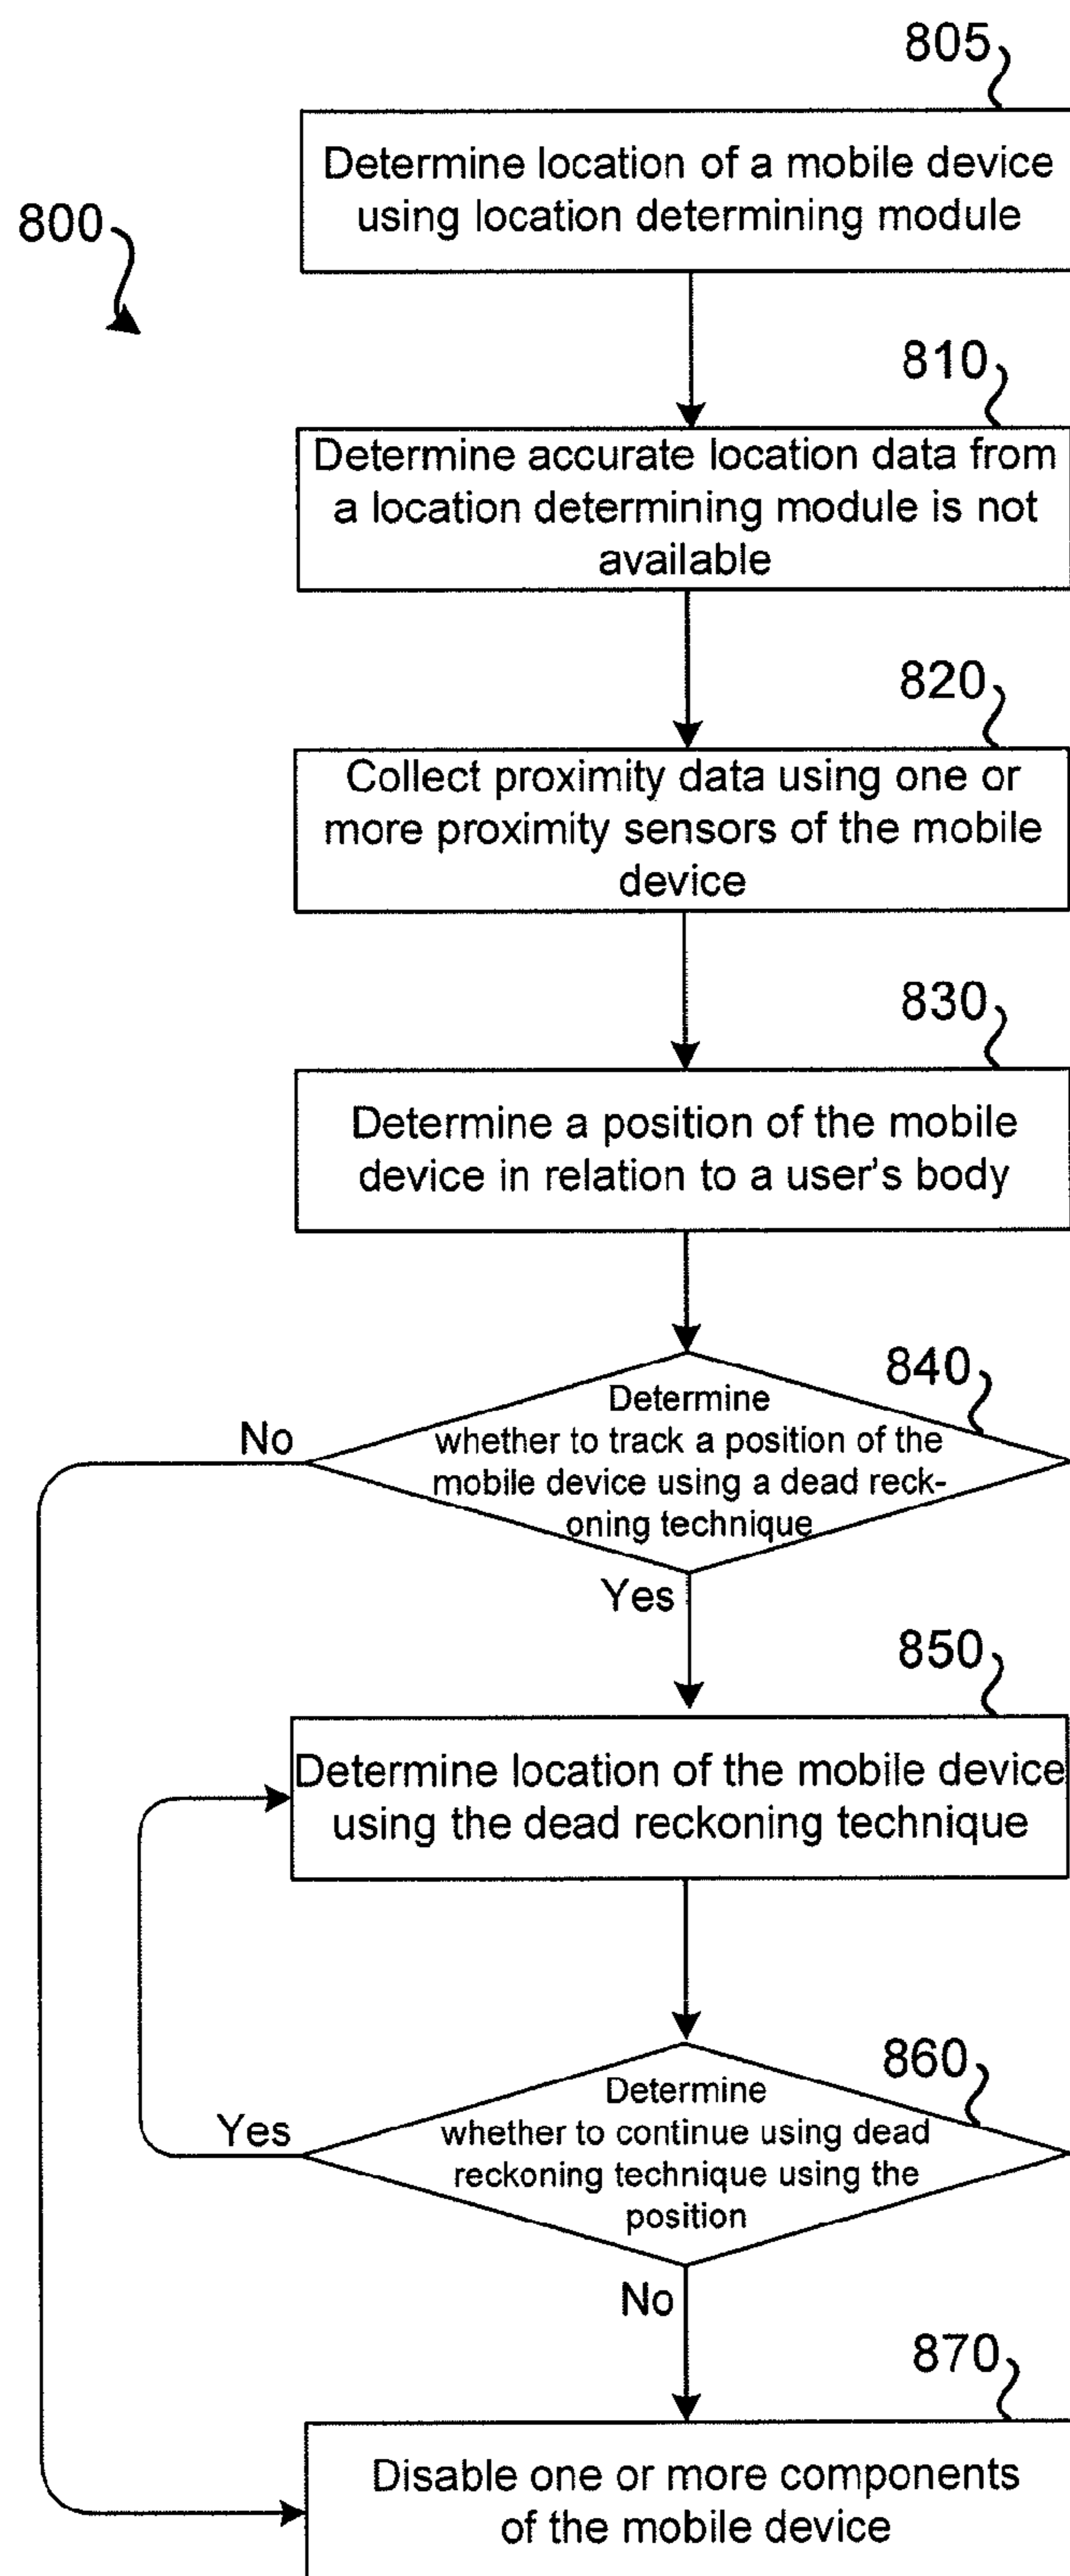 805
Determine location of a mobile device
using location determining module
800
810
Determine accurate location data from
a location determining module is not
available
820
Collect proximity data using one or
more proximity sensors of the mobile
device
830
Determine a position of the mobile
device in relation to a user's body
840
Determine
whether to track a position of the
mobile device using a dead reck-
oning technique
No
Yes
850
Determine location of the mobile device
using the dead reckoning technique
860
Determine
whether to continue using dead
reckoning technique using the
position
Yes
No
870
Disable one or more components
of the mobile device